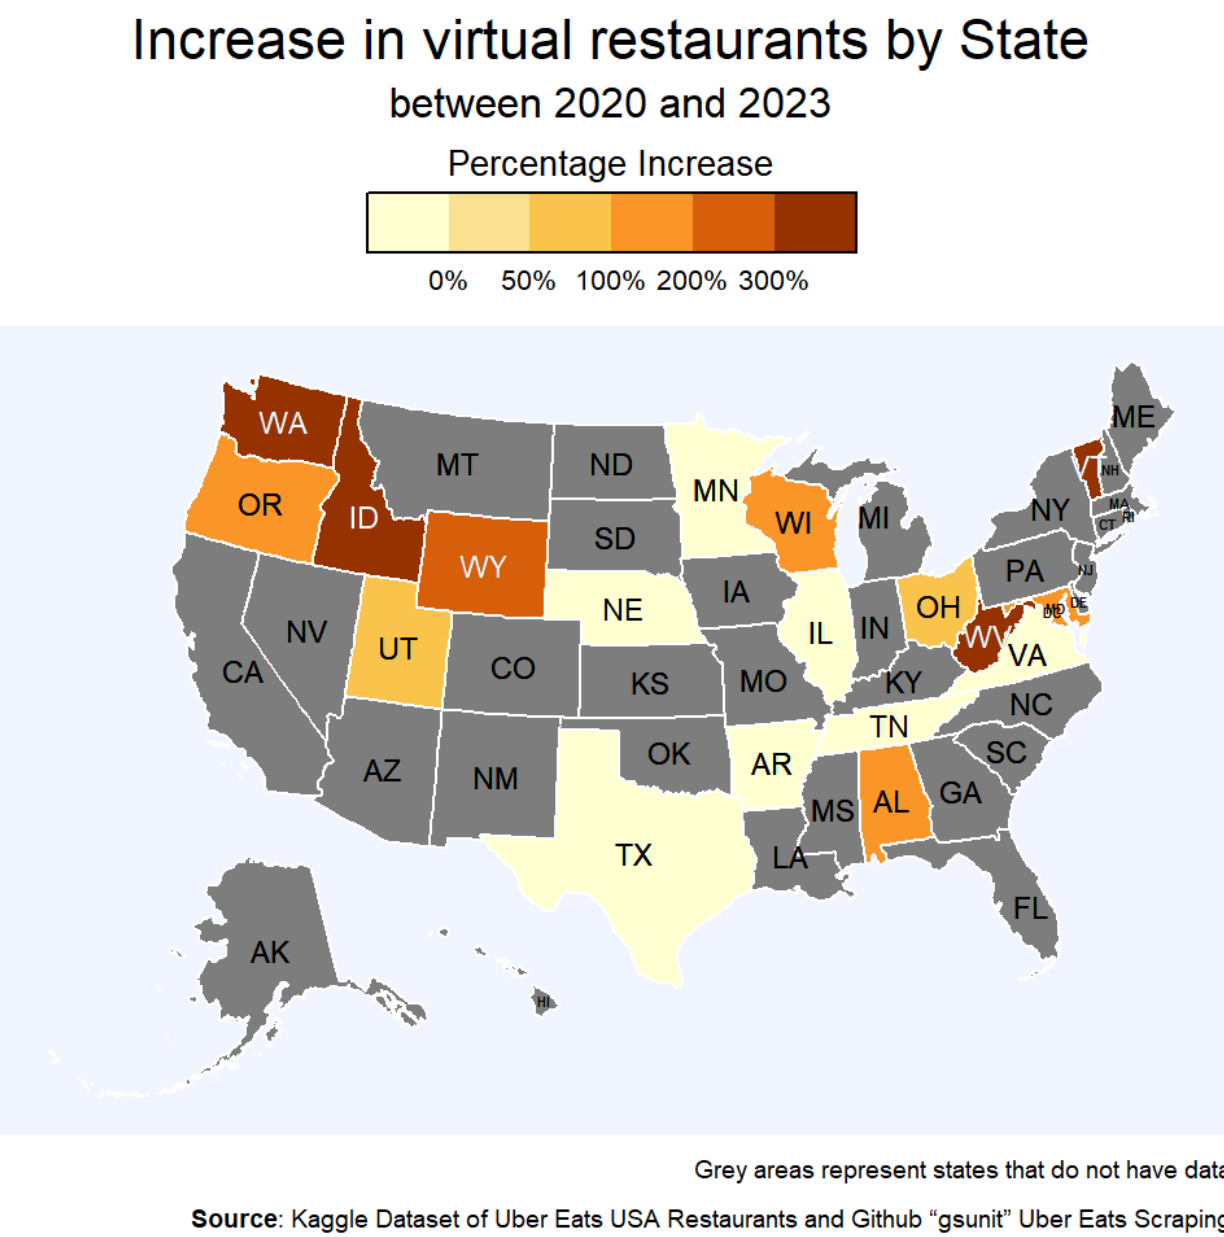 Increase in virtual restaurants by State
between 2020 and 2023
Percentage Increase
0% 50% 100% 200% 300%
WA
ME
MT
ND
VT
NH
MN
OR
ID
WI
MI
NY
MA
RI
CT
SD
WY
PA
NJ
IA
NE
OH
DE
MD
NV
UT
IL
IN
WV
VA
CA
CO
KS
MO
KY
NC
TN
OK
SC
AZ
NM
AR
GA
MS
AL
TX
LA
FL
AK
HI
Grey areas represent states that do not have data
Source: Kaggle Dataset of Uber Eats USA Restaurants and Github “gsunit” Uber Eats Scraping